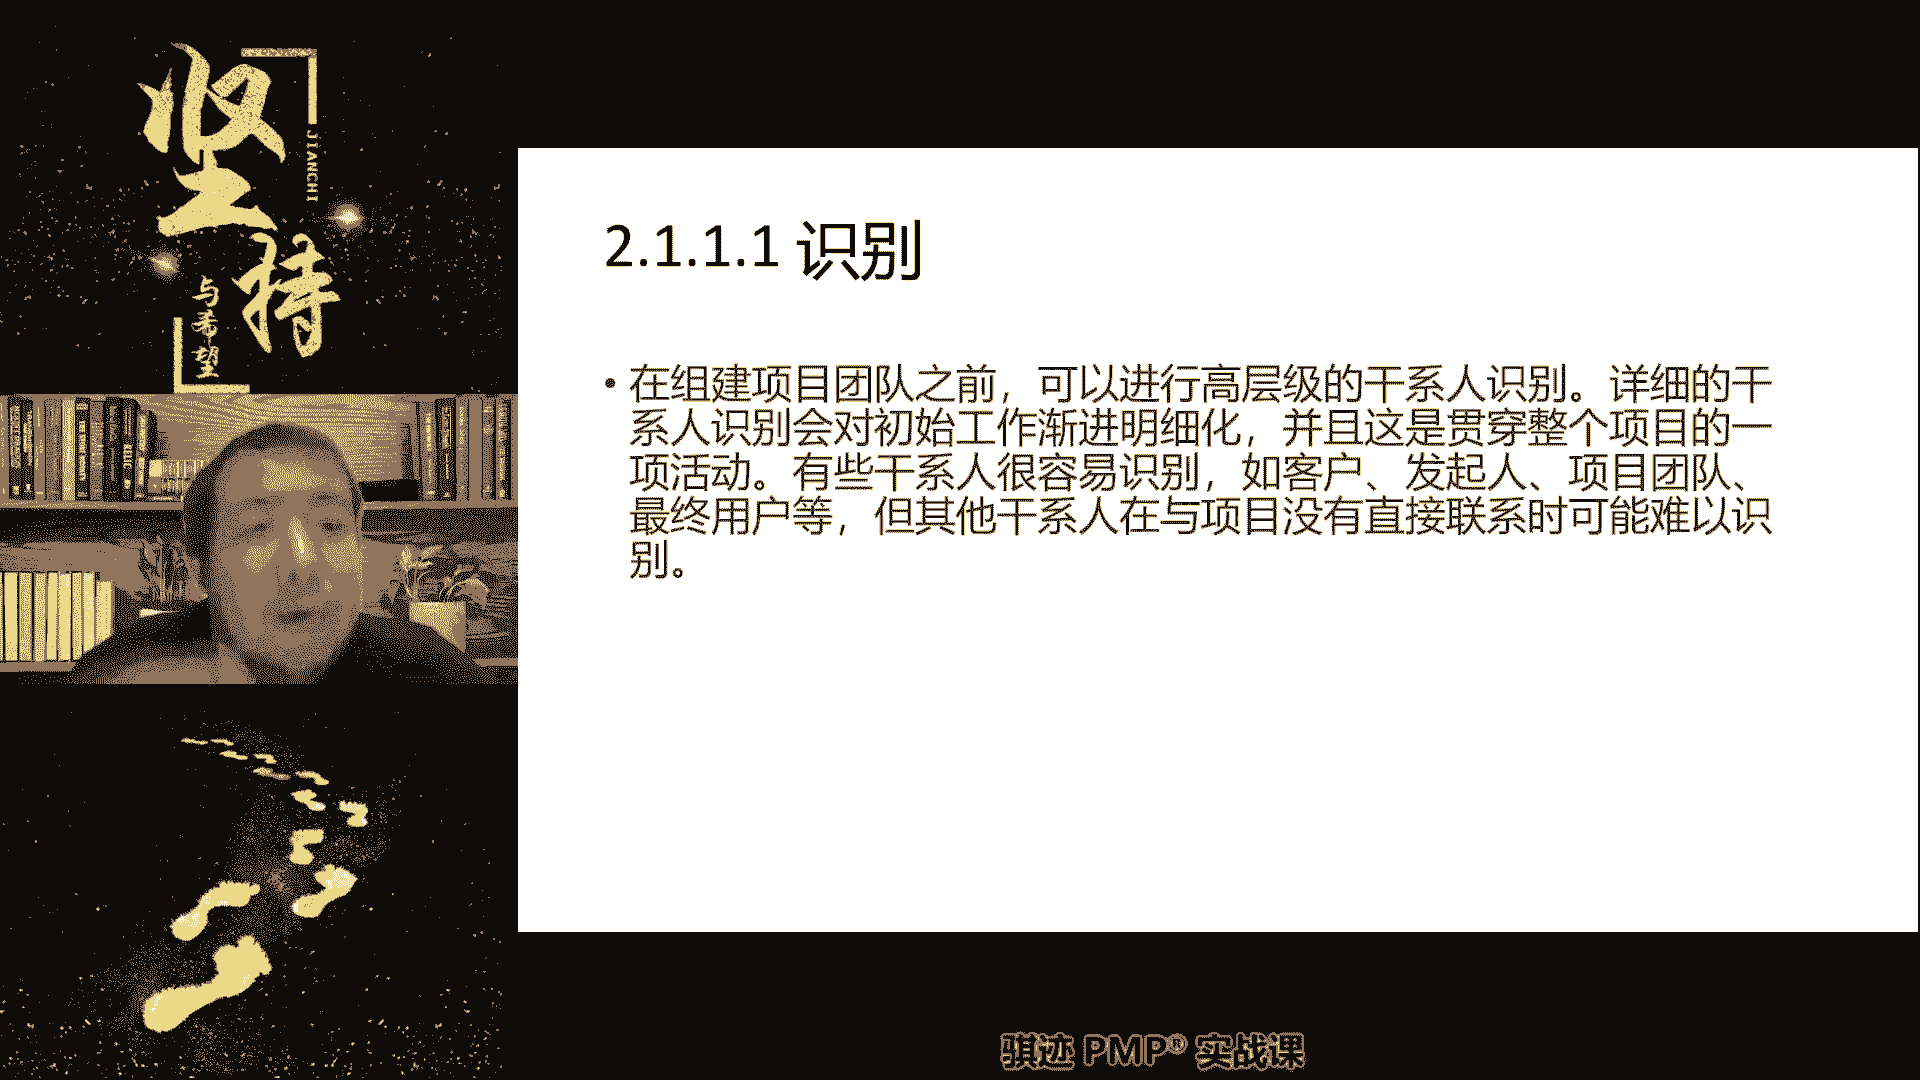 坚持
JIANCHI
与希望
2.1.1.1 识别
• 在组建项目团队之前，可以进行高层级的干系人识别。详细的干
系人识别会对初始工作渐进明细化，并且这是贯穿整个项目的一
项活动。有些干系人很容易识别，如客户、发起人、项目团队、
最终用户等，但其他干系人在与项目没有直接联系时可能难以识
别。
骐迹 PMP® 实战课